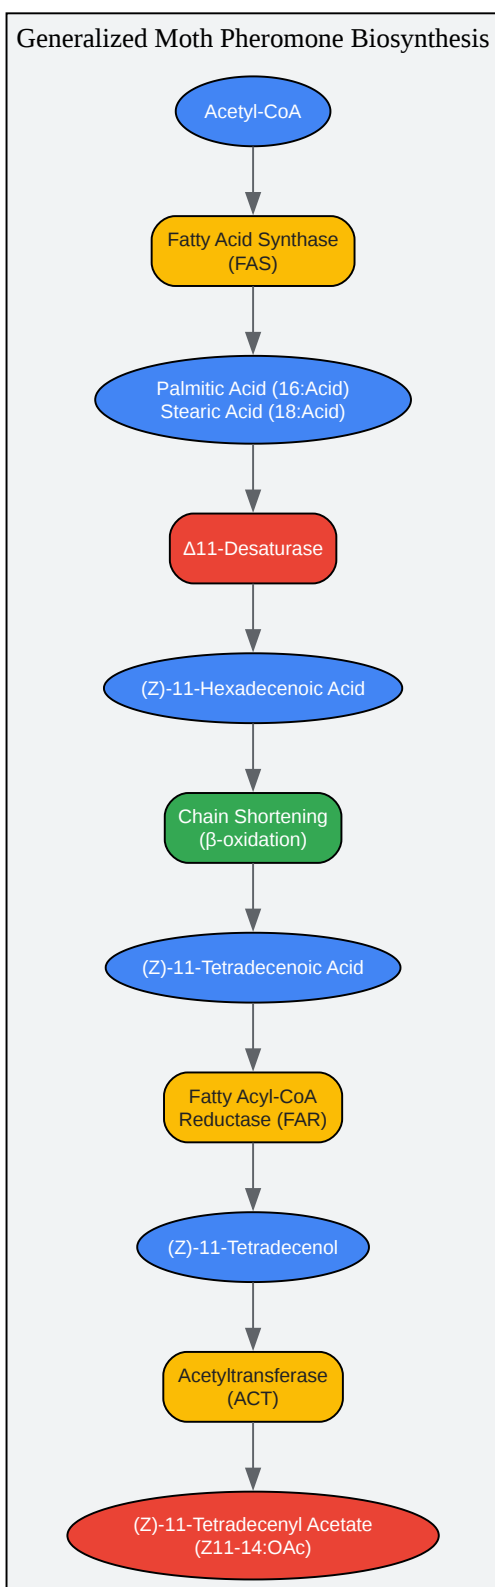 Generalized Moth Pheromone Biosynthesis
Acetyl-CoA
Fatty Acid Synthase
(FAS)
Palmitic Acid (16:Acid)
Stearic Acid (18:Acid)
Δ11-Desaturase
(Z)-11-Hexadecenoic Acid
Chain Shortening
(β-oxidation)
(Z)-11-Tetradecenoic Acid
Fatty Acyl-CoA
Reductase (FAR)
(Z)-11-Tetradecenol
Acetyltransferase
(ACT)
(Z)-11-Tetradecenyl Acetate
(Z11-14:OAc)